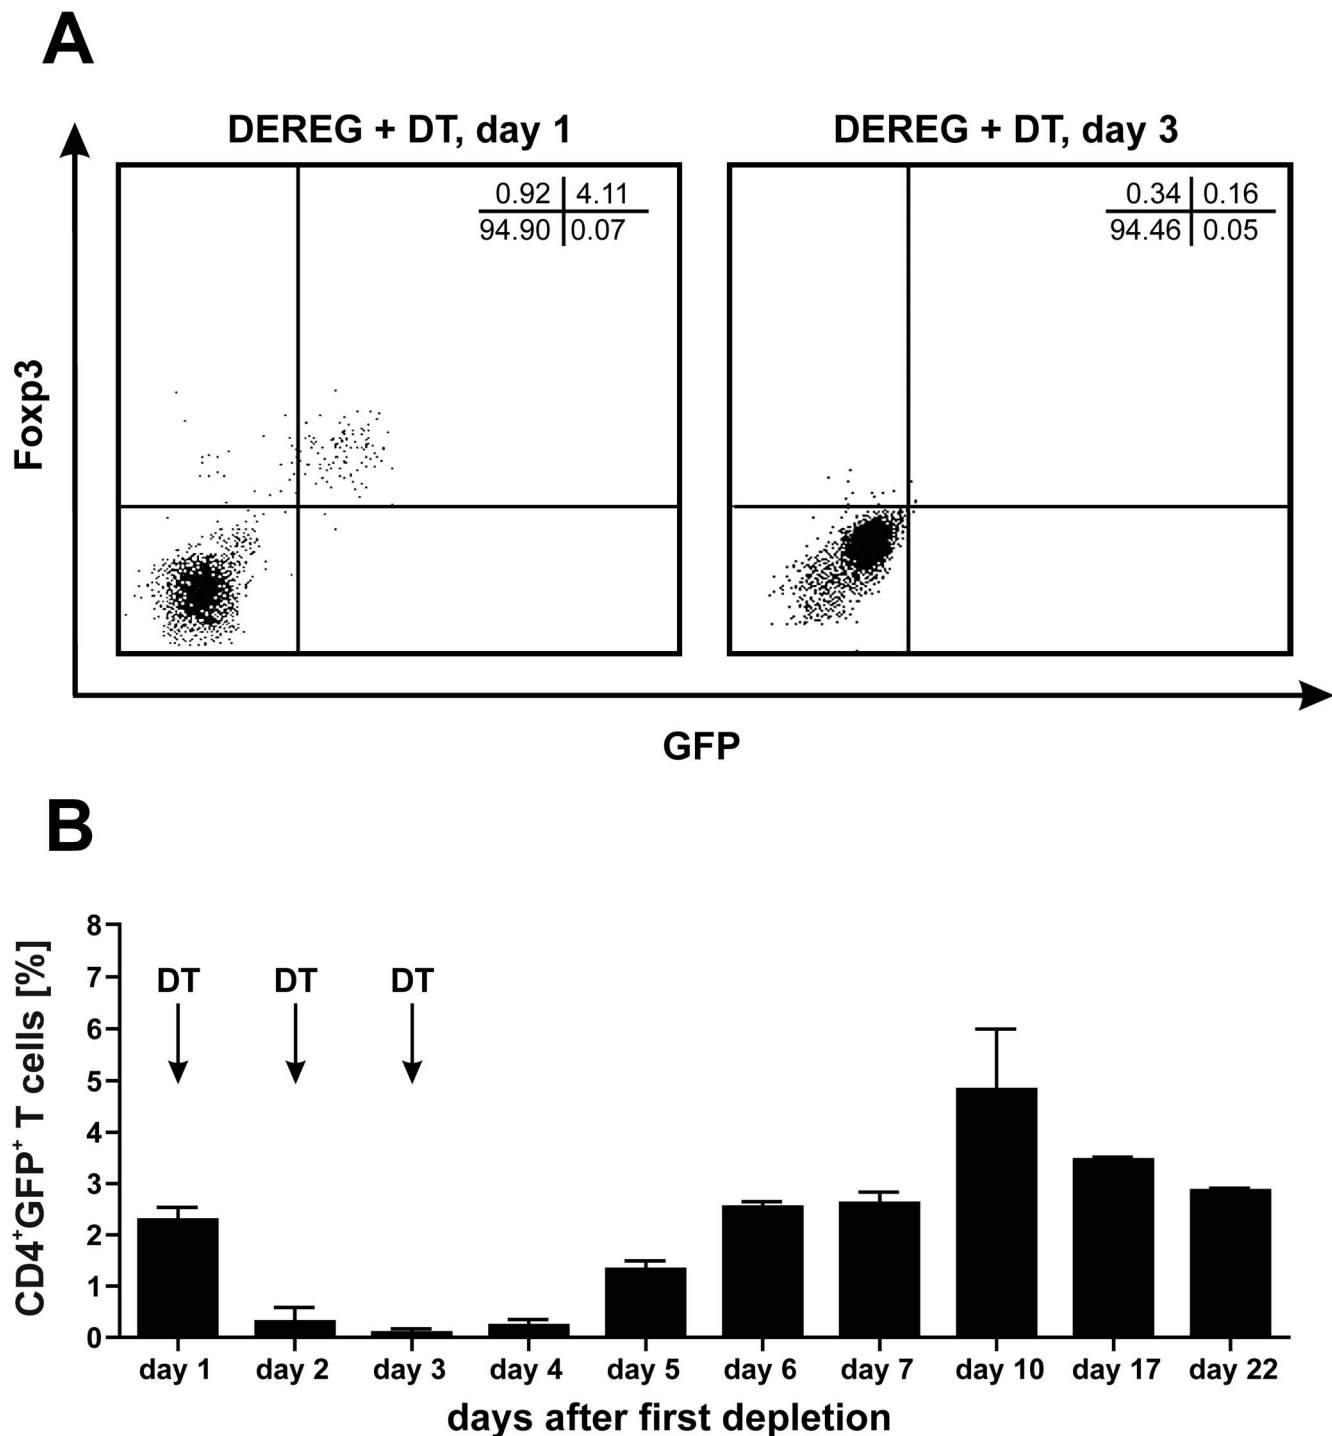 A
DEREG + DT, day 1
DEREG + DT, day 3
0.92 4.11
94.90 0.07
0.34 0.16
94.46 0.05
Foxp3
GFP
B
CD4⁺GFP⁺ T cells [%]
8
7
6
5
4
3
2
1
0
DT DT DT
day 1 day 2 day 3 day 4 day 5 day 6 day 7 day 10 day 17 day 22
days after first depletion